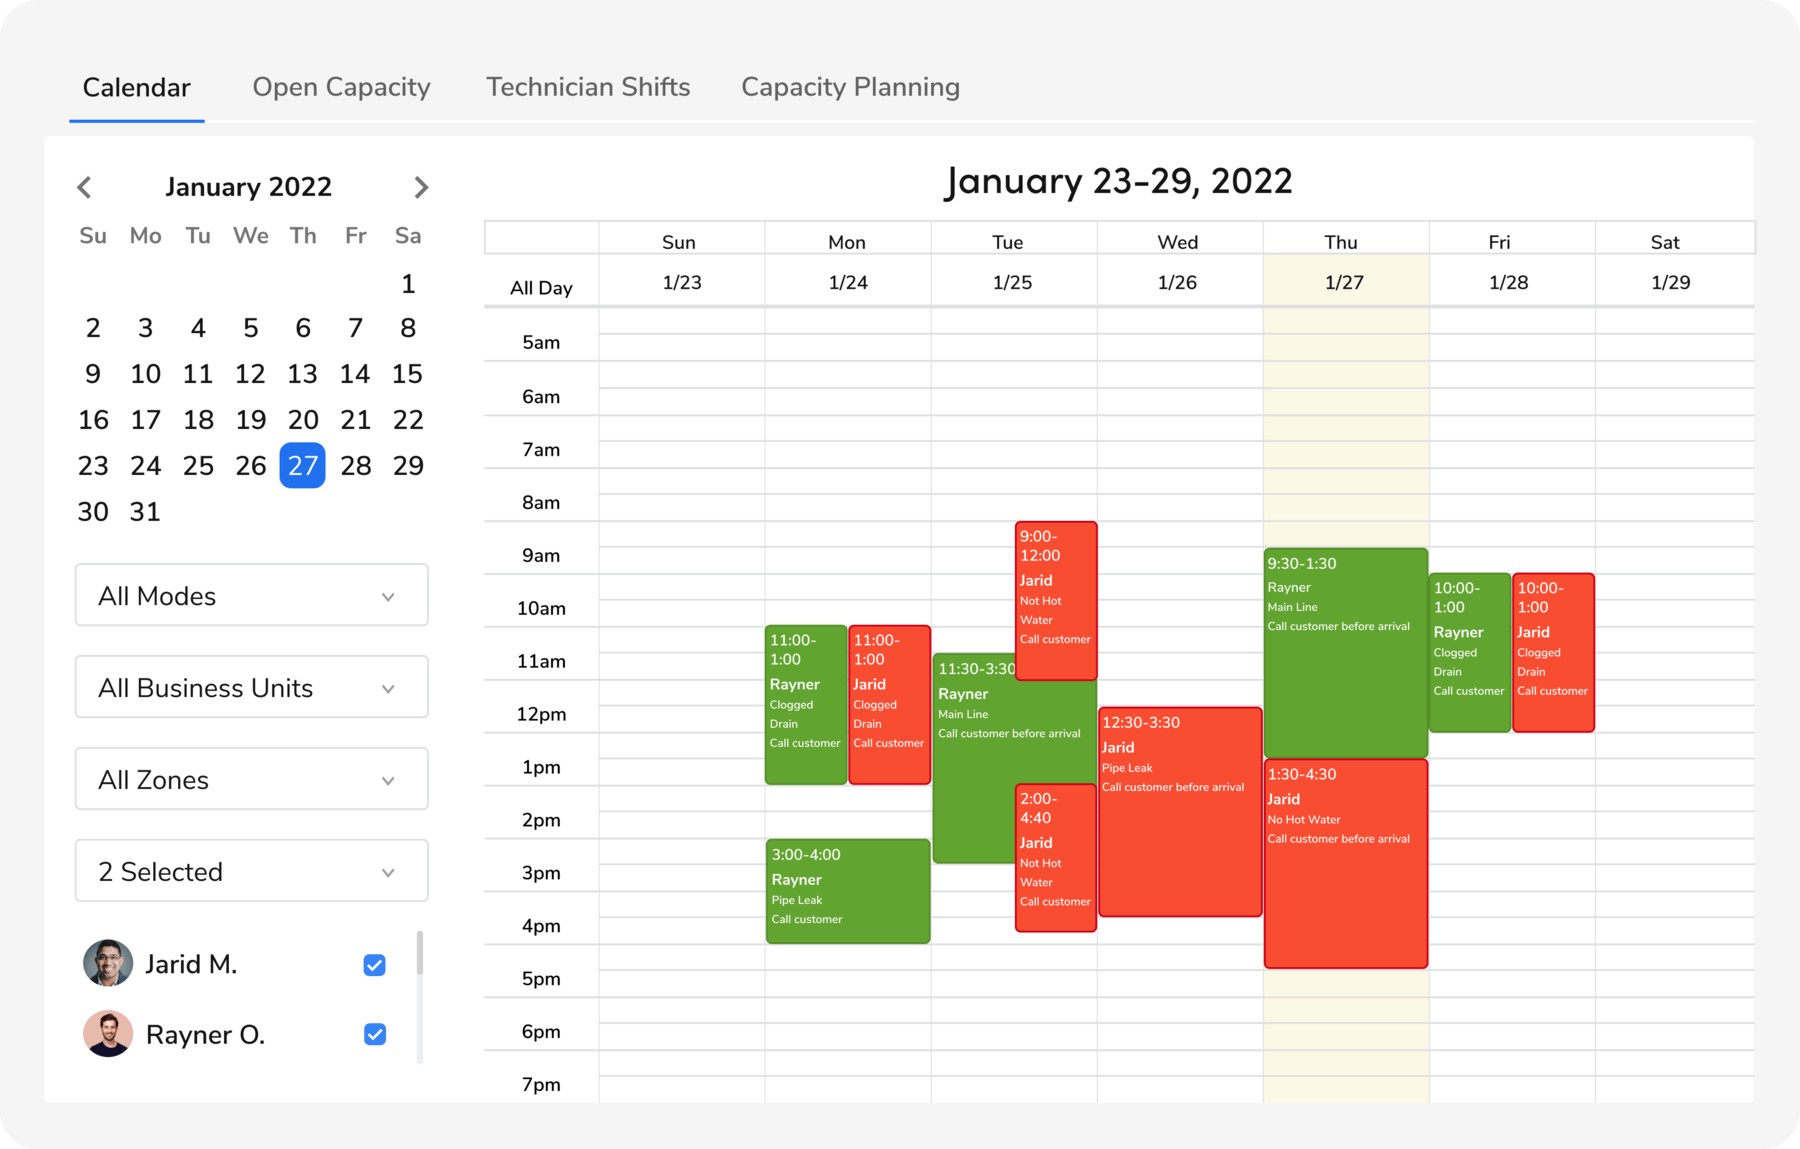 Calendar
Open Capacity
Technician Shifts
Capacity Planning
January 2022
Su Mo Tu We Th Fr Sa
1
2 3 4 5 6 7 8
9 10 11 12 13 14 15
16 17 18 19 20 21 22
23 24 25 26 27 28 29
30 31
All Modes
All Business Units
All Zones
2 Selected
Jarid M.
Rayner O.
January 23-29, 2022
Sun Mon Tue Wed Thu Fri Sat
All Day 1/23 1/24 1/25 1/26 1/27 1/28 1/29
5am
6am
7am
8am
9am
10am
11am
12pm
1pm
2pm
3pm
4pm
5pm
6pm
7pm
11:00-
1:00
Rayner
Clogged
Drain
Call customer
11:00-
1:00
Jarid
Clogged
Drain
Call customer
3:00-4:00
Rayner
Pipe Leak
Call customer
9:00-
12:00
Jarid
Not Hot
Water
Call customer
11:30-3:30
Rayner
Main Line
Call customer before arrival
2:00-
4:40
Jarid
Not Hot
Water
Call customer
12:30-3:30
Jarid
Pipe Leak
Call customer before arrival
9:30-1:30
Rayner
Main Line
Call customer before arrival
1:30-4:30
Jarid
No Hot Water
Call customer before arrival
10:00-
1:00
Rayner
Clogged
Drain
Call customer
10:00-
1:00
Jarid
Clogged
Drain
Call customer